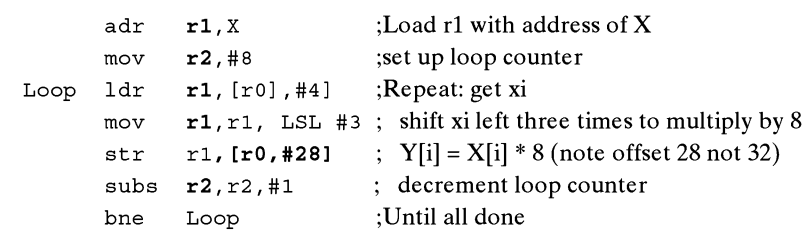 adr r1,X ;Load r1 with address of X
mov r2,#8 ;set up loop counter
Loop ldr r1,[r0],#4] ;Repeat: get xi
mov r1,r1, LSL #3 ; shift xi left three times to multiply by 8
str r1,[r0,#28] ; Y[i] = X[i] * 8 (note offset 28 not 32)
subs r2,r2,#1 ; decrement loop counter
bne Loop ;Until all done